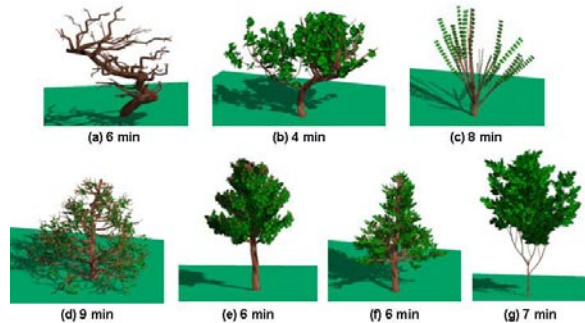 (a) 6 min
(b) 4 min
(c) 8 min
(d) 9 min
(e) 6 min
(f) 6 min
(g) 7 min